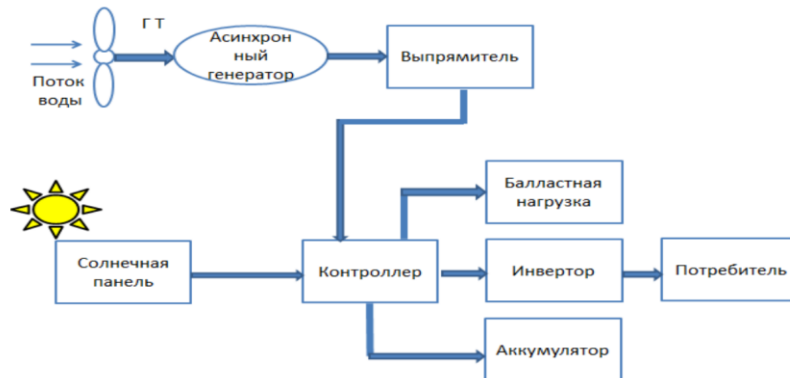 Г Т
Асинхрон
ный
генератор
Выпрямитель
Поток
воды
Балластная
нагрузка
Солнечная
панель
Контроллер
Инвертор
Потребитель
Аккумулятор